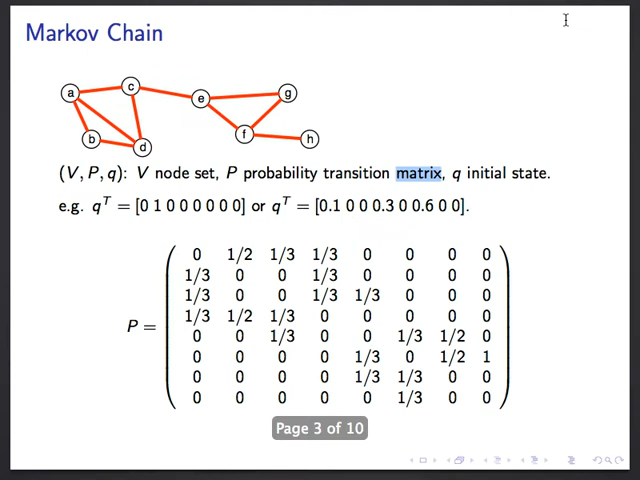 Markov Chain
a
c
e
g
b
d
f
h
(V, P, q): V node set, P probability transition matrix, q initial state.
e.g. qᵀ = [0 1 0 0 0 0 0 0] or qᵀ = [0.1 0 0 0.3 0 0.6 0 0].
0 1/2 1/3 1/3 0 0 0 0
1/3 0 0 1/3 0 0 0 0
1/3 0 0 1/3 1/3 0 0 0
1/3 1/2 1/3 0 0 0 0 0
P =
0 0 1/3 0 0 1/3 1/2 0
0 0 0 0 1/3 0 1/2 1
0 0 0 0 1/3 1/3 0 0
0 0 0 0 0 1/3 0 0
Page 3 of 10